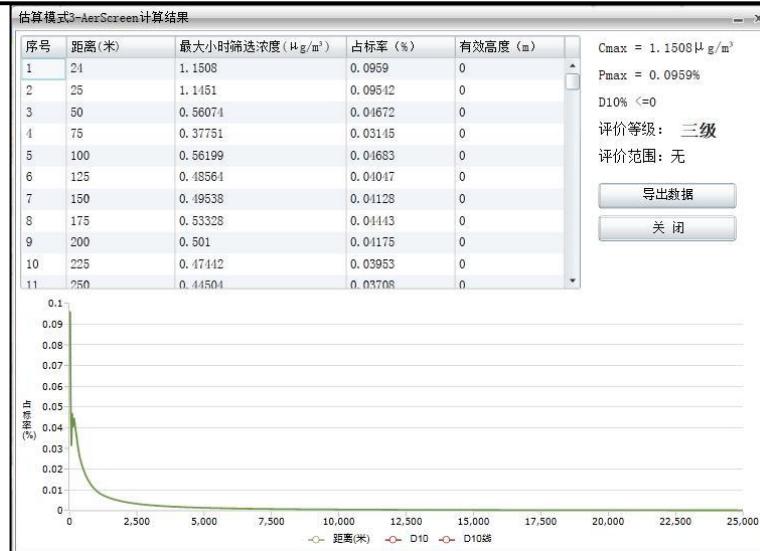 估算模式3-AerScreen计算结果
序号 距离(米) 最大小时筛选浓度(μg/m³) 占标率(%) 有效高度(m)
1 24 1.1508 0.0959 0
2 25 1.1451 0.09542 0
3 50 0.56074 0.04672 0
4 75 0.37751 0.03145 0
5 100 0.56199 0.04683 0
6 125 0.48564 0.04047 0
7 150 0.49538 0.04128 0
8 175 0.53328 0.04443 0
9 200 0.501 0.04175 0
10 225 0.47442 0.03953 0
11 250 0.44504 0.03708 0
Cmax = 1.1508μg/m³
Pmax = 0.0959%
D10% <=0
评价等级: 三级
评价范围: 无
导出数据
关闭
0.1
0.09
0.08
0.07
0.06
0.05
0.04
0.03
0.02
0.01
0
占标率(%)
0 2,500 5,000 7,500 10,000 12,500 15,000 17,500 20,000 22,500 25,000
距离(米) D10 D10线